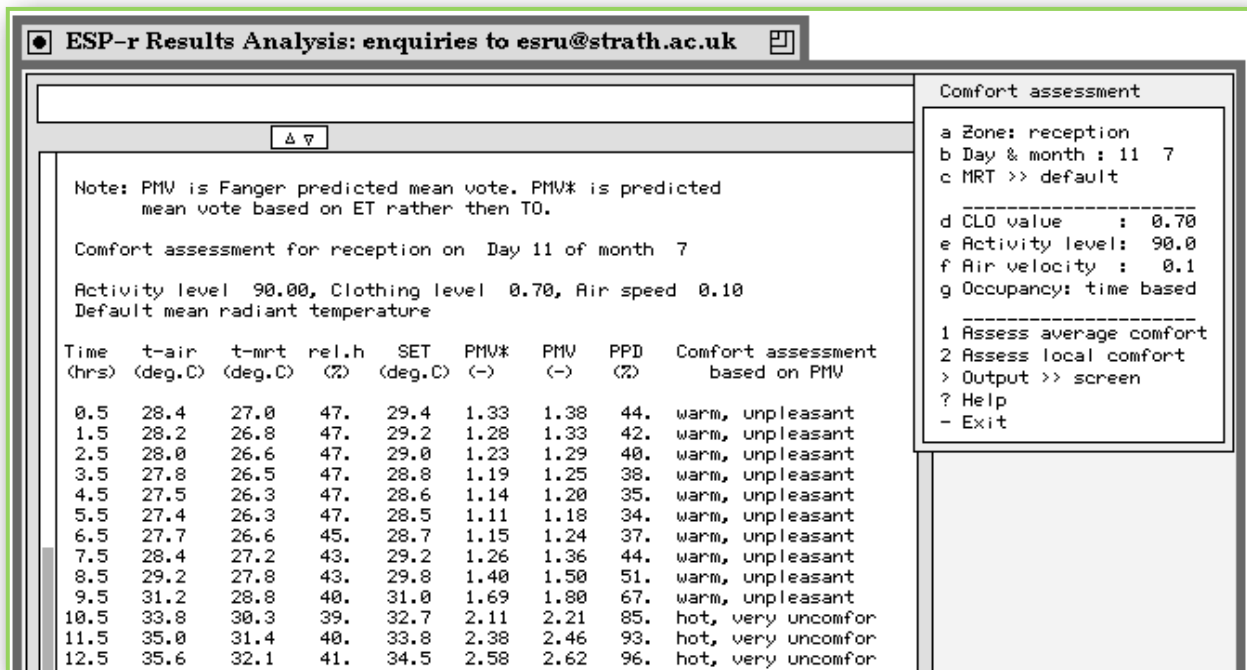 ESP-r Results Analysis: enquiries to esru@strath.ac.uk
Note: PMV is Fanger predicted mean vote. PMV* is predicted
mean vote based on ET rather then TO.
Comfort assessment for reception on Day 11 of month 7
Activity level 90.00, Clothing level 0.70, Air speed 0.10
Default mean radiant temperature
Time t-air t-mrt rel.h SET PMV* PMV PPD Comfort assessment
(hrs) (deg.C) (deg.C) (%) (deg.C) (-) (-) (%) based on PMV
0.5 28.4 27.0 47. 29.4 1.33 1.38 44. warm, unpleasant
1.5 28.2 26.8 47. 29.2 1.28 1.33 42. warm, unpleasant
2.5 28.0 26.6 47. 29.0 1.23 1.29 40. warm, unpleasant
3.5 27.8 26.5 47. 28.8 1.19 1.25 38. warm, unpleasant
4.5 27.5 26.3 47. 28.6 1.14 1.20 35. warm, unpleasant
5.5 27.4 26.3 47. 28.5 1.11 1.18 34. warm, unpleasant
6.5 27.7 26.6 45. 28.7 1.15 1.24 37. warm, unpleasant
7.5 28.4 27.2 43. 29.2 1.26 1.36 44. warm, unpleasant
8.5 29.2 27.8 43. 29.8 1.40 1.50 51. warm, unpleasant
9.5 31.2 28.8 40. 31.0 1.69 1.80 67. warm, unpleasant
10.5 33.8 30.3 39. 32.7 2.11 2.21 85. hot, very uncomfor
11.5 35.0 31.4 40. 33.8 2.38 2.46 93. hot, very uncomfor
12.5 35.6 32.1 41. 34.5 2.58 2.62 96. hot, very uncomfor
Comfort assessment
a Zone: reception
b Day & month : 11 7
c MRT >> default
d CLO value : 0.70
e Activity level: 90.0
f Air velocity : 0.1
g Occupancy: time based
1 Assess average comfort
2 Assess local comfort
> Output >> screen
? Help
- Exit